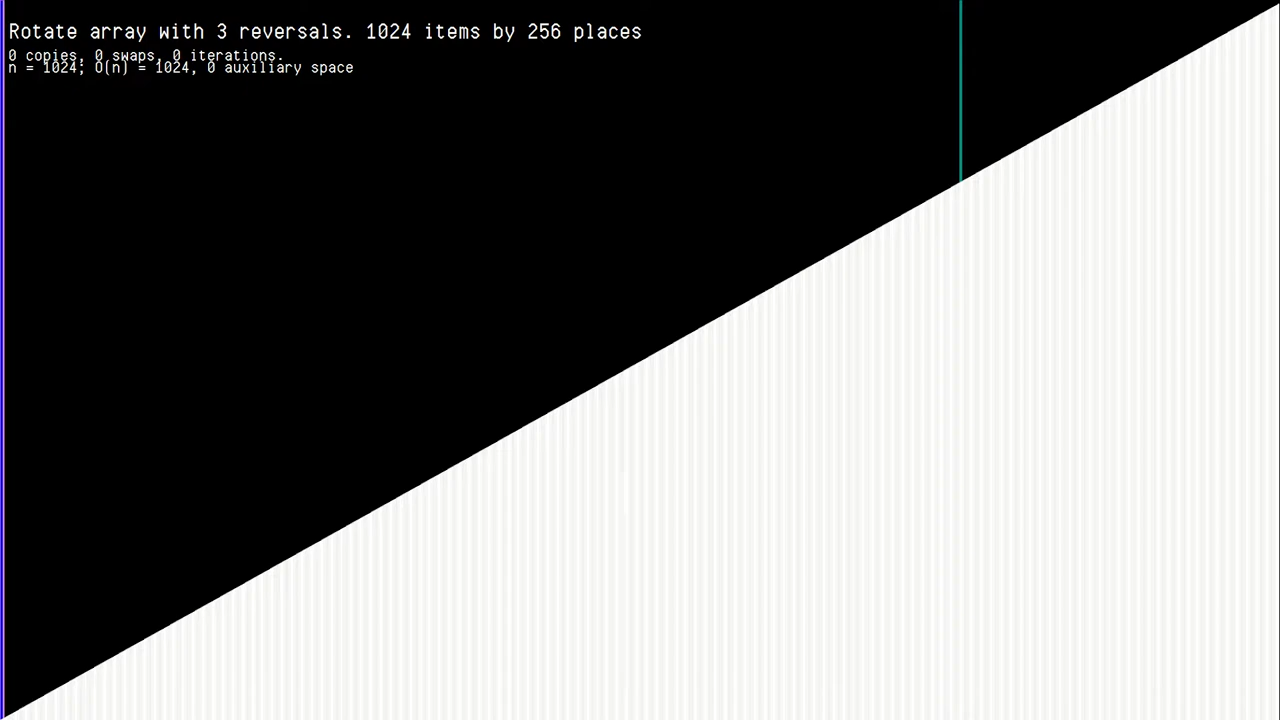 Rotate array with 3 reversals. 1024 items by 256 places
0 copies, 0 swaps, 0 iterations.
n = 1024; O(n) = 1024, 0 auxiliary space